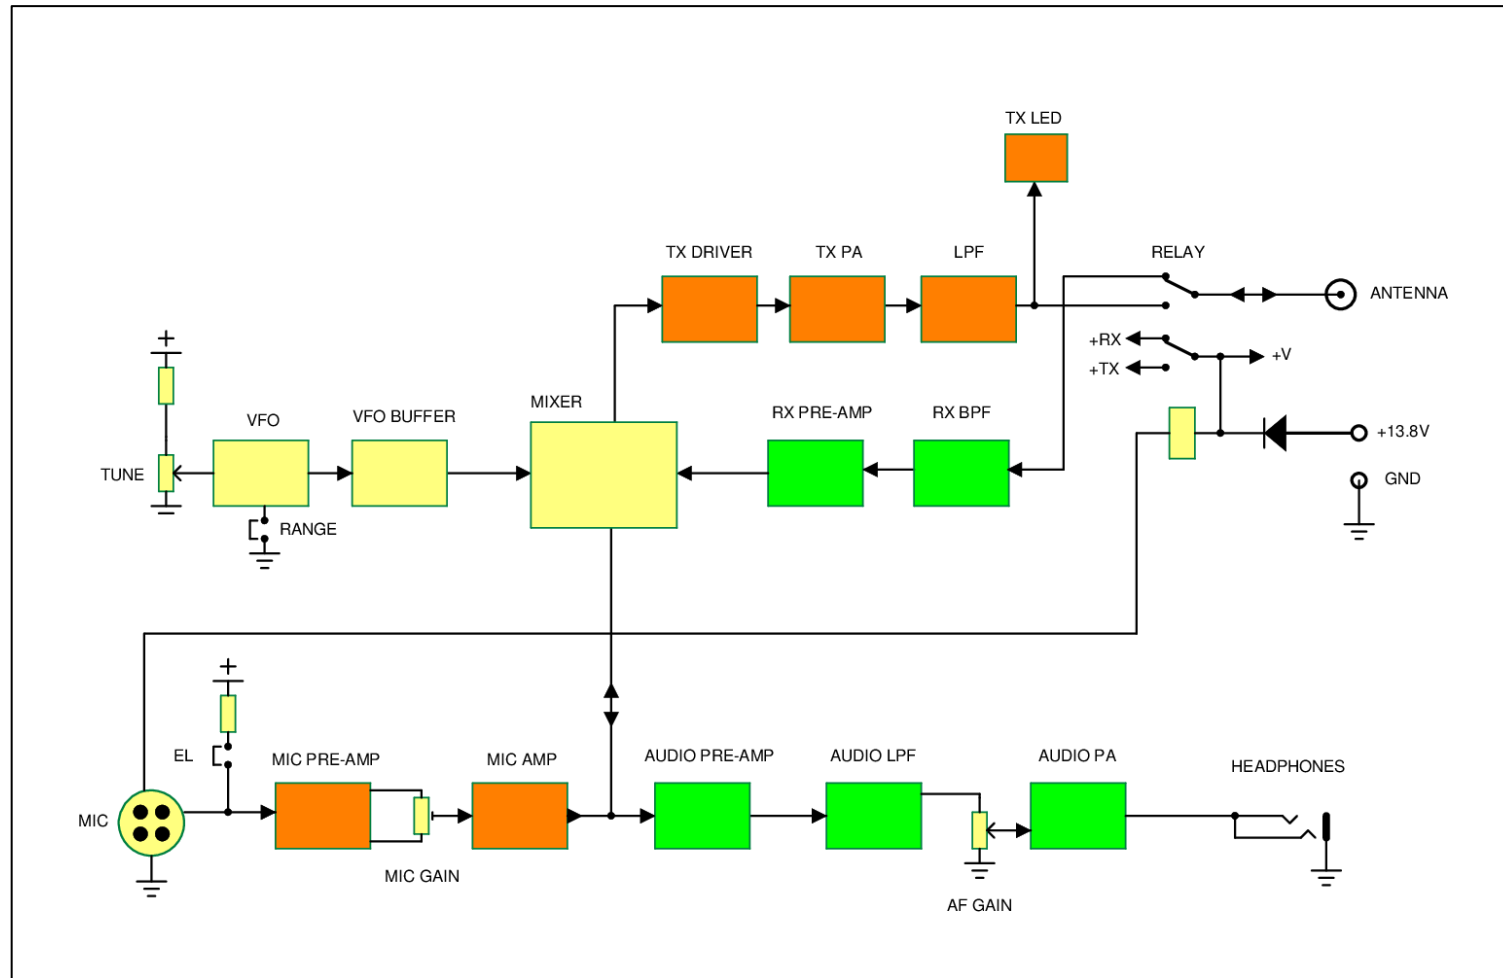 TX LED
TX DRIVER
TX PA
LPF
RELAY
ANTENNA
+RX
+V
+TX
MIXER
VFO
VFO BUFFER
RX PRE-AMP
RX BPF
+13.8V
TUNE
GND
RANGE
EL
MIC PRE-AMP
MIC AMP
AUDIO PRE-AMP
AUDIO LPF
AUDIO PA
HEADPHONES
MIC
MIC GAIN
AF GAIN